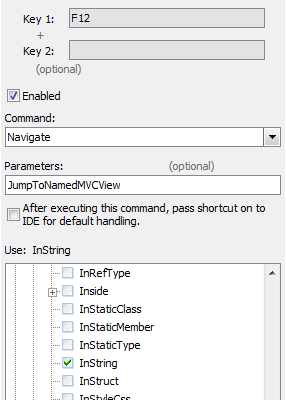 Key 1: F12
+
Key 2:
(optional)
Enabled
Command:
Navigate
Parameters: (optional)
JumpToNamedMVCView
After executing this command, pass shortcut on to
IDE for default handling.
Use: InString
InRefType
Inside
InStaticClass
InStaticMember
InStaticType
InString
InStruct
InStyleCss